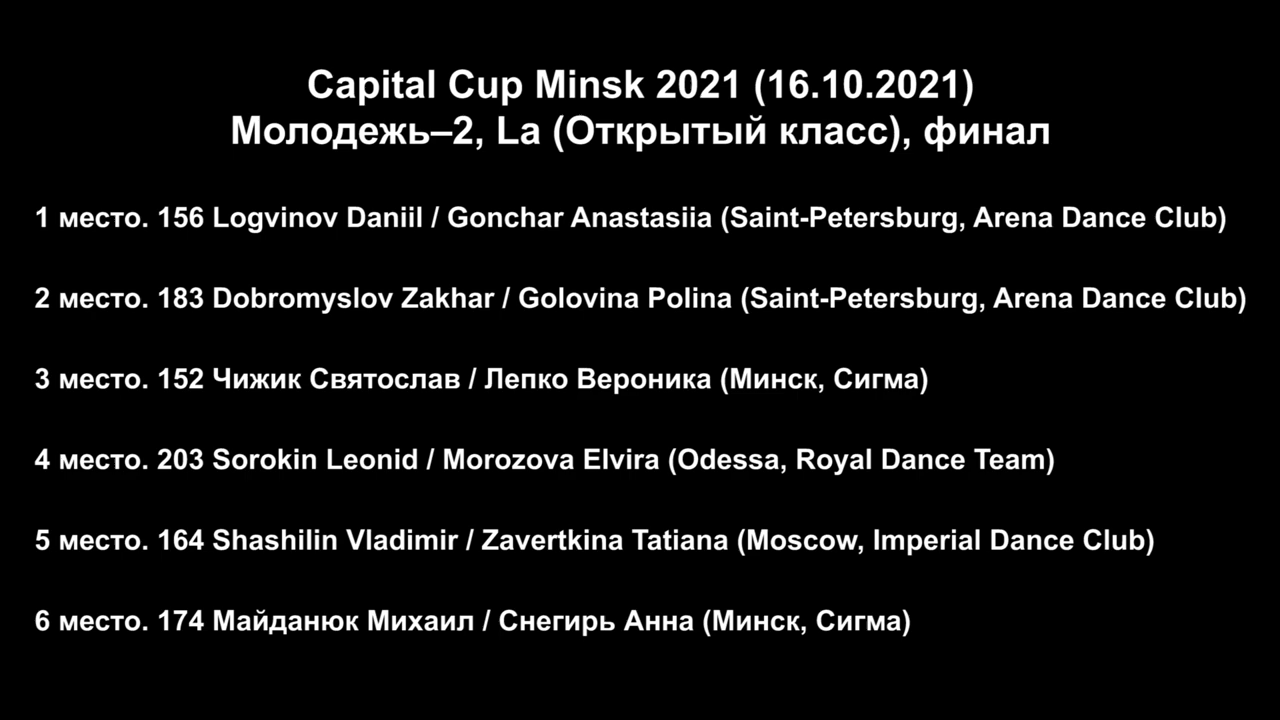 Capital Cup Minsk 2021 (16.10.2021)
Молодежь–2, La (Открытый класс), финал
1 место. 156 Logvinov Daniil / Gonchar Anastasiia (Saint-Petersburg, Arena Dance Club)
2 место. 183 Dobromyslov Zakhar / Golovina Polina (Saint-Petersburg, Arena Dance Club)
3 место. 152 Чижик Святослав / Лепко Вероника (Минск, Сигма)
4 место. 203 Sorokin Leonid / Morozova Elvira (Odessa, Royal Dance Team)
5 место. 164 Shashilin Vladimir / Zavertkina Tatiana (Moscow, Imperial Dance Club)
6 место. 174 Майданюк Михаил / Снегирь Анна (Минск, Сигма)